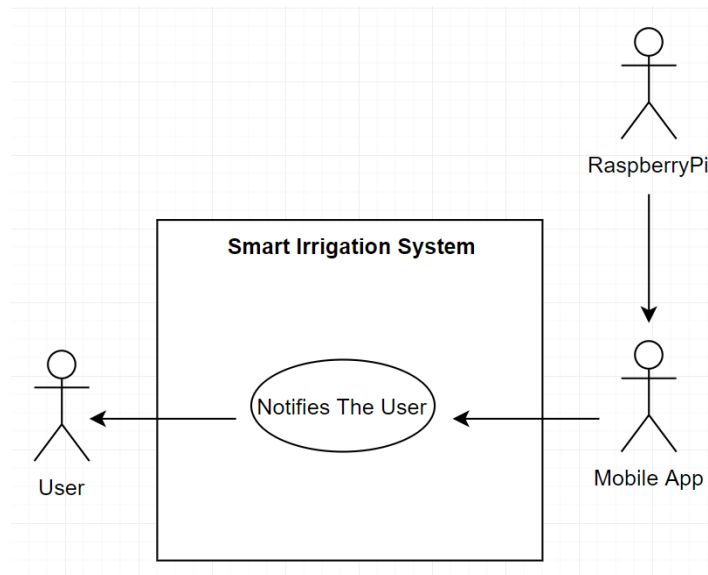 RaspberryPi
Smart Irrigation System
Notifies The User
User
Mobile App